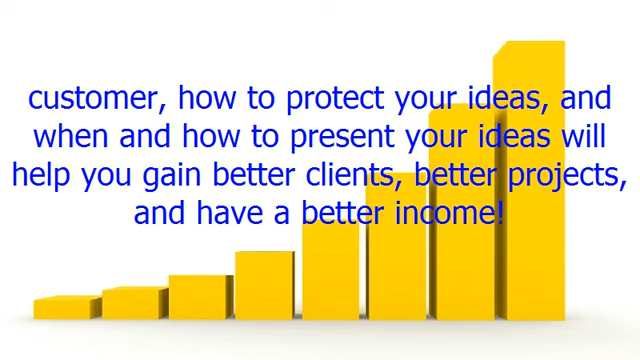 customer, how to protect your ideas, and
when and how to present your ideas will
help you gain better clients, better projects,
and have a better income!